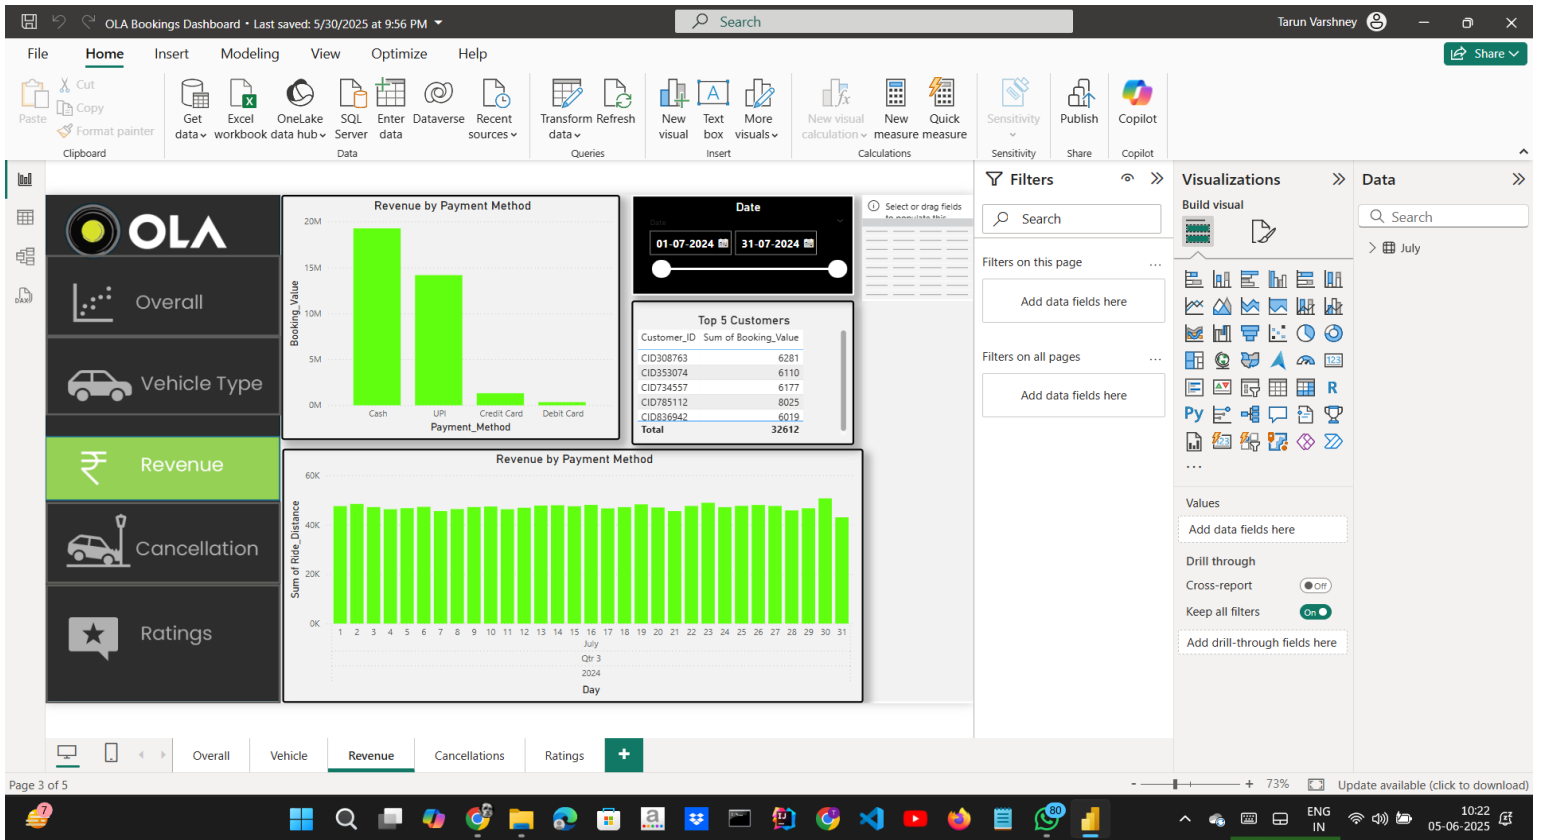 OLA Bookings Dashboard • Last saved: 5/30/2025 at 9:56 PM
Search
Tarun Varshney
File Home Insert Modeling View Optimize Help
Share
Paste
Cut
Copy
Format painter
Clipboard
Get data
Excel workbook
OneLake data hub
SQL Server
Enter data
Dataverse
Recent sources
Data
Transform data
Refresh
Queries
New visual
Text box
More visuals
Insert
New visual calculation
New measure
Quick measure
Calculations
Sensitivity
Sensitivity
Publish
Share
Copilot
Copilot
OLA
Overall
Vehicle Type
Revenue
Cancellation
Ratings
Revenue by Payment Method
20M
15M
10M
5M
0M
Booking_Value
Cash UPI Credit Card Debit Card
Payment_Method
Date
Date
01-07-2024 31-07-2024
Select or drag fields
Top 5 Customers
Customer_ID Sum of Booking_Value
CID308763 6281
CID353074 6110
CID734557 6177
CID785112 8025
CID836942 6019
Total 32612
Revenue by Payment Method
60K
40K
20K
0K
Sum of Ride_Distance
1 2 3 4 5 6 7 8 9 10 11 12 13 14 15 16 17 18 19 20 21 22 23 24 25 26 27 28 29 30 31
July
Qtr 3
2024
Day
Filters
Search
Filters on this page
Add data fields here
Filters on all pages
Add data fields here
Visualizations
Build visual
123
R
Py
123
Values
Add data fields here
Drill through
Cross-report Off
Keep all filters On
Add drill-through fields here
Data
Search
July
Overall Vehicle Revenue Cancellations Ratings +
Page 3 of 5
- + 73%
Update available (click to download)
7
80
ENG
IN
10:22
05-06-2025